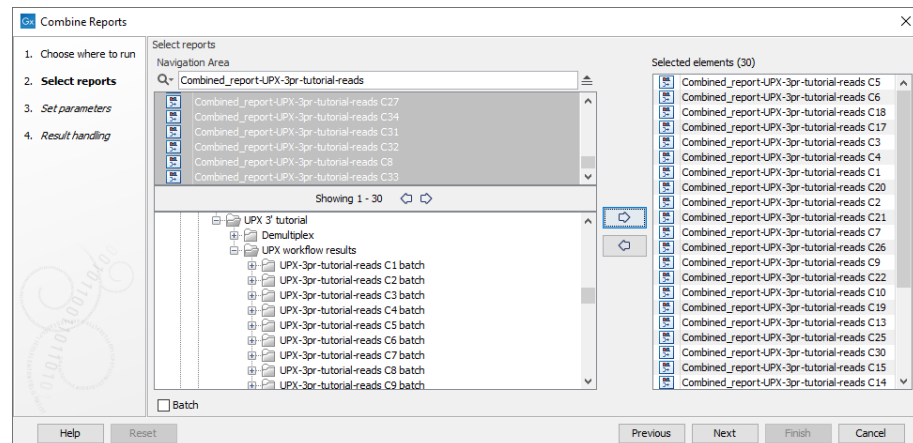 Gx Combine Reports
1. Choose where to run
2. Select reports
3. Set parameters
4. Result handling
Select reports
Navigation Area
Combined_report-UPX-3pr-tutorial-reads
Combined_report-UPX-3pr-tutorial-reads C27
Combined_report-UPX-3pr-tutorial-reads C34
Combined_report-UPX-3pr-tutorial-reads C31
Combined_report-UPX-3pr-tutorial-reads C32
Combined_report-UPX-3pr-tutorial-reads C8
Combined_report-UPX-3pr-tutorial-reads C33
Showing 1 - 30
UPX 3' tutorial
Demultiplex
UPX workflow results
UPX-3pr-tutorial-reads C1 batch
UPX-3pr-tutorial-reads C2 batch
UPX-3pr-tutorial-reads C3 batch
UPX-3pr-tutorial-reads C4 batch
UPX-3pr-tutorial-reads C5 batch
UPX-3pr-tutorial-reads C6 batch
UPX-3pr-tutorial-reads C7 batch
UPX-3pr-tutorial-reads C8 batch
UPX-3pr-tutorial-reads C9 batch
Selected elements (30)
Combined_report-UPX-3pr-tutorial-reads C5
Combined_report-UPX-3pr-tutorial-reads C6
Combined_report-UPX-3pr-tutorial-reads C18
Combined_report-UPX-3pr-tutorial-reads C17
Combined_report-UPX-3pr-tutorial-reads C3
Combined_report-UPX-3pr-tutorial-reads C4
Combined_report-UPX-3pr-tutorial-reads C1
Combined_report-UPX-3pr-tutorial-reads C20
Combined_report-UPX-3pr-tutorial-reads C2
Combined_report-UPX-3pr-tutorial-reads C21
Combined_report-UPX-3pr-tutorial-reads C7
Combined_report-UPX-3pr-tutorial-reads C26
Combined_report-UPX-3pr-tutorial-reads C9
Combined_report-UPX-3pr-tutorial-reads C22
Combined_report-UPX-3pr-tutorial-reads C10
Combined_report-UPX-3pr-tutorial-reads C19
Combined_report-UPX-3pr-tutorial-reads C13
Combined_report-UPX-3pr-tutorial-reads C25
Combined_report-UPX-3pr-tutorial-reads C30
Combined_report-UPX-3pr-tutorial-reads C15
Combined_report-UPX-3pr-tutorial-reads C14
Batch
Help Reset Previous Next Finish Cancel